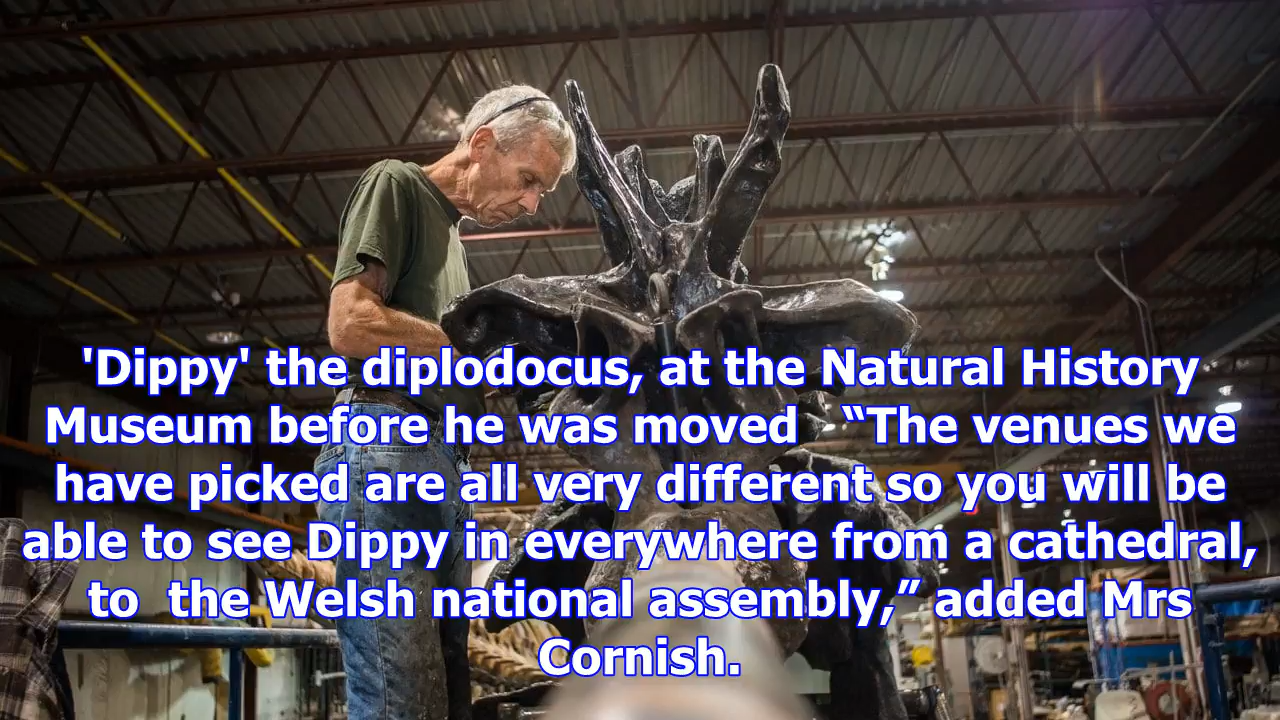 'Dippy' the diplodocus, at the Natural History
Museum before he was moved  “The venues we
have picked are all very different so you will be
able to see Dippy in everywhere from a cathedral,
to  the Welsh national assembly,” added Mrs
Cornish.